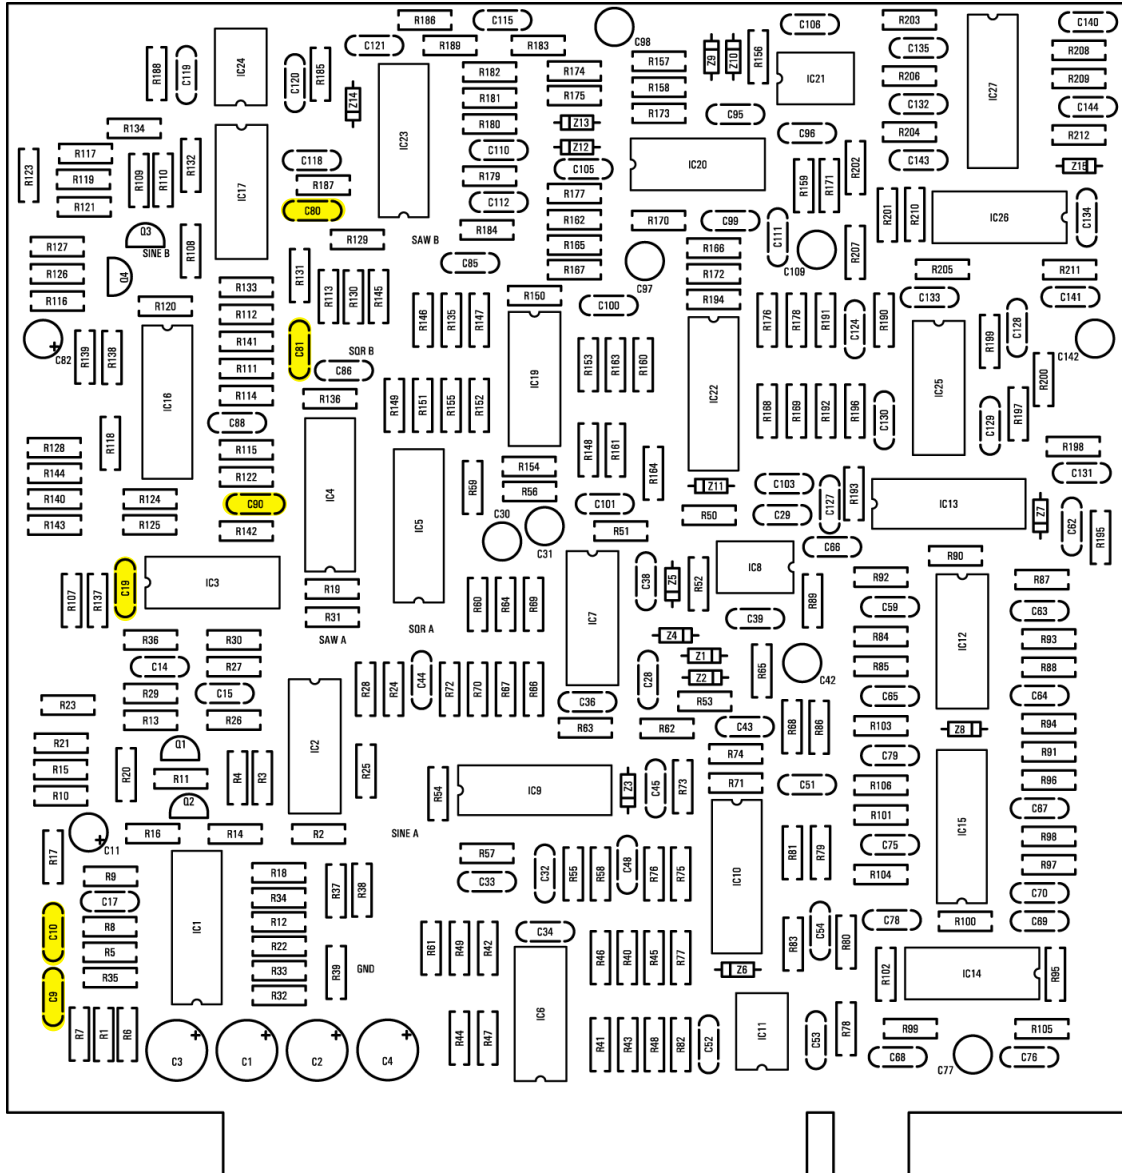 R186 C115 C98 C106 R203 C140
C121 R189 R183 Z9 Z10 R156 C135 IC27 R208
R188 C119 IC24 C120 R185 R182 R174 R157 IC21 R206 R209
Z14 IC23 R181 R175 R158 C132 C144
R134 R180 Z13 R173 C95 R204 R212
R123 R117 R109 R110 R132 IC17 C118 C110 Z12 IC20 C96 R202 C143 Z15
R119 R187 R179 C105 R159 R171
R121 C80 C112 R177 R201 R210 IC26 C134
Q3 R129 SAW B R184 R162 R170 C99 C111
SINE B R127 R108 R165 R166 C109 R207
R126 Q4 R131 C85 R167 C97 R172 R205 R211
R116 R120 R133 R113 R130 R145 R150 C100 R194 C133 C141
R112 R146 R135 R147 R176 R178 R191 C124 R190 C128
C82 R139 R138 R141 C81 SQR B IC19 R153 R163 R160 IC22 IC25 R199 C142
IC16 R111 C86 R200
R114 R136 R149 R151 R155 R152 R168 R169 R192 R196 C130 C129 R197
R118 C88
R128 R115 IC4 R148 R161 R198
R144 R122 R59 R154 R164 C131
R140 R124 C90 IC5 R56 Z11 C103 C127 R193 IC13 Z7 C62
R143 R125 R142 C30 C31 C101 R51 R50 C29 R195
C66 R90
R107 R137 C19 IC3 R19 IC7 C38 Z5 R52 IC8 R92 IC12 R87
R31 R60 R64 R69 C39 R89 C59 C63
R36 R30 SAW A SQR A Z4 R84 R93
C14 R27 R28 R24 C44 R72 R70 R67 R66 C28 Z1 R65 C42 R85 R88
R29 C15 Z2 C65 C64
R23 R13 R26 C36 R53
R63 R62 C43 R68 R86 R103 Z8 R94
R21 Q1 IC2 R74 C79 R91
R15 R20 R11 R4 R3 R25 R54 IC9 Z3 C45 R73 R71 C51 R106 IC15 R96
R10 Q2 R101 C67
C11 R16 R14 R2 SINE A R98
R17 R57 R81 R79 C75
R9 R18 R37 R38 C33 C32 R55 R58 C48 R76 R75 IC10 R104 R97
C17 R34 C70
C10 R8 IC1 R12 C34 C54 C78 R100 C69
R5 R22 R61 R49 R42 R46 R40 R45 R77 R83 R80
C9 R35 R33 R39 GND Z6 R102 IC14 R95
R32 IC6
R7 R1 R6 R44 R47 R41 R43 R48 R82 C52 IC11 C53 R78 R99 R105
C3 C1 C2 C4 C68 C77 C76